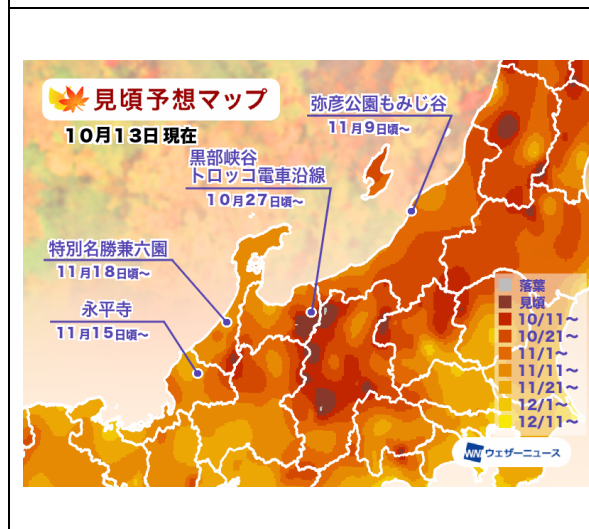 見頃予想マップ
10月13日 現在
弥彦公園もみじ谷
11月9日頃～
黒部峡谷
トロッコ電車沿線
10月27日頃～
特別名勝兼六園
11月18日頃～
永平寺
11月15日頃～
落葉
見頃
10/11～
10/21～
11/1～
11/11～
11/21～
12/1～
12/11～
WNI ウェザーニュース